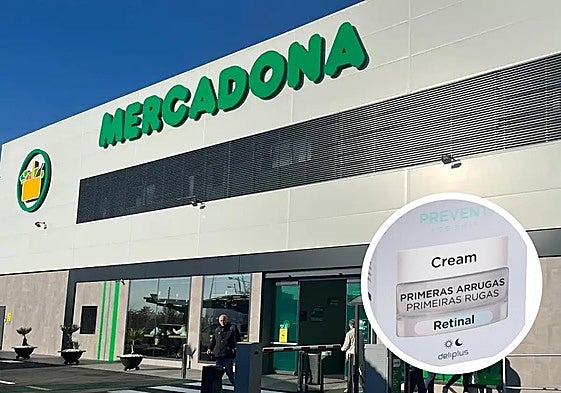 MERCADONA
PREVENT
Cream
PRIMERAS ARRUGAS
PRIMEIRAS RUGAS
Retinal
deliplus